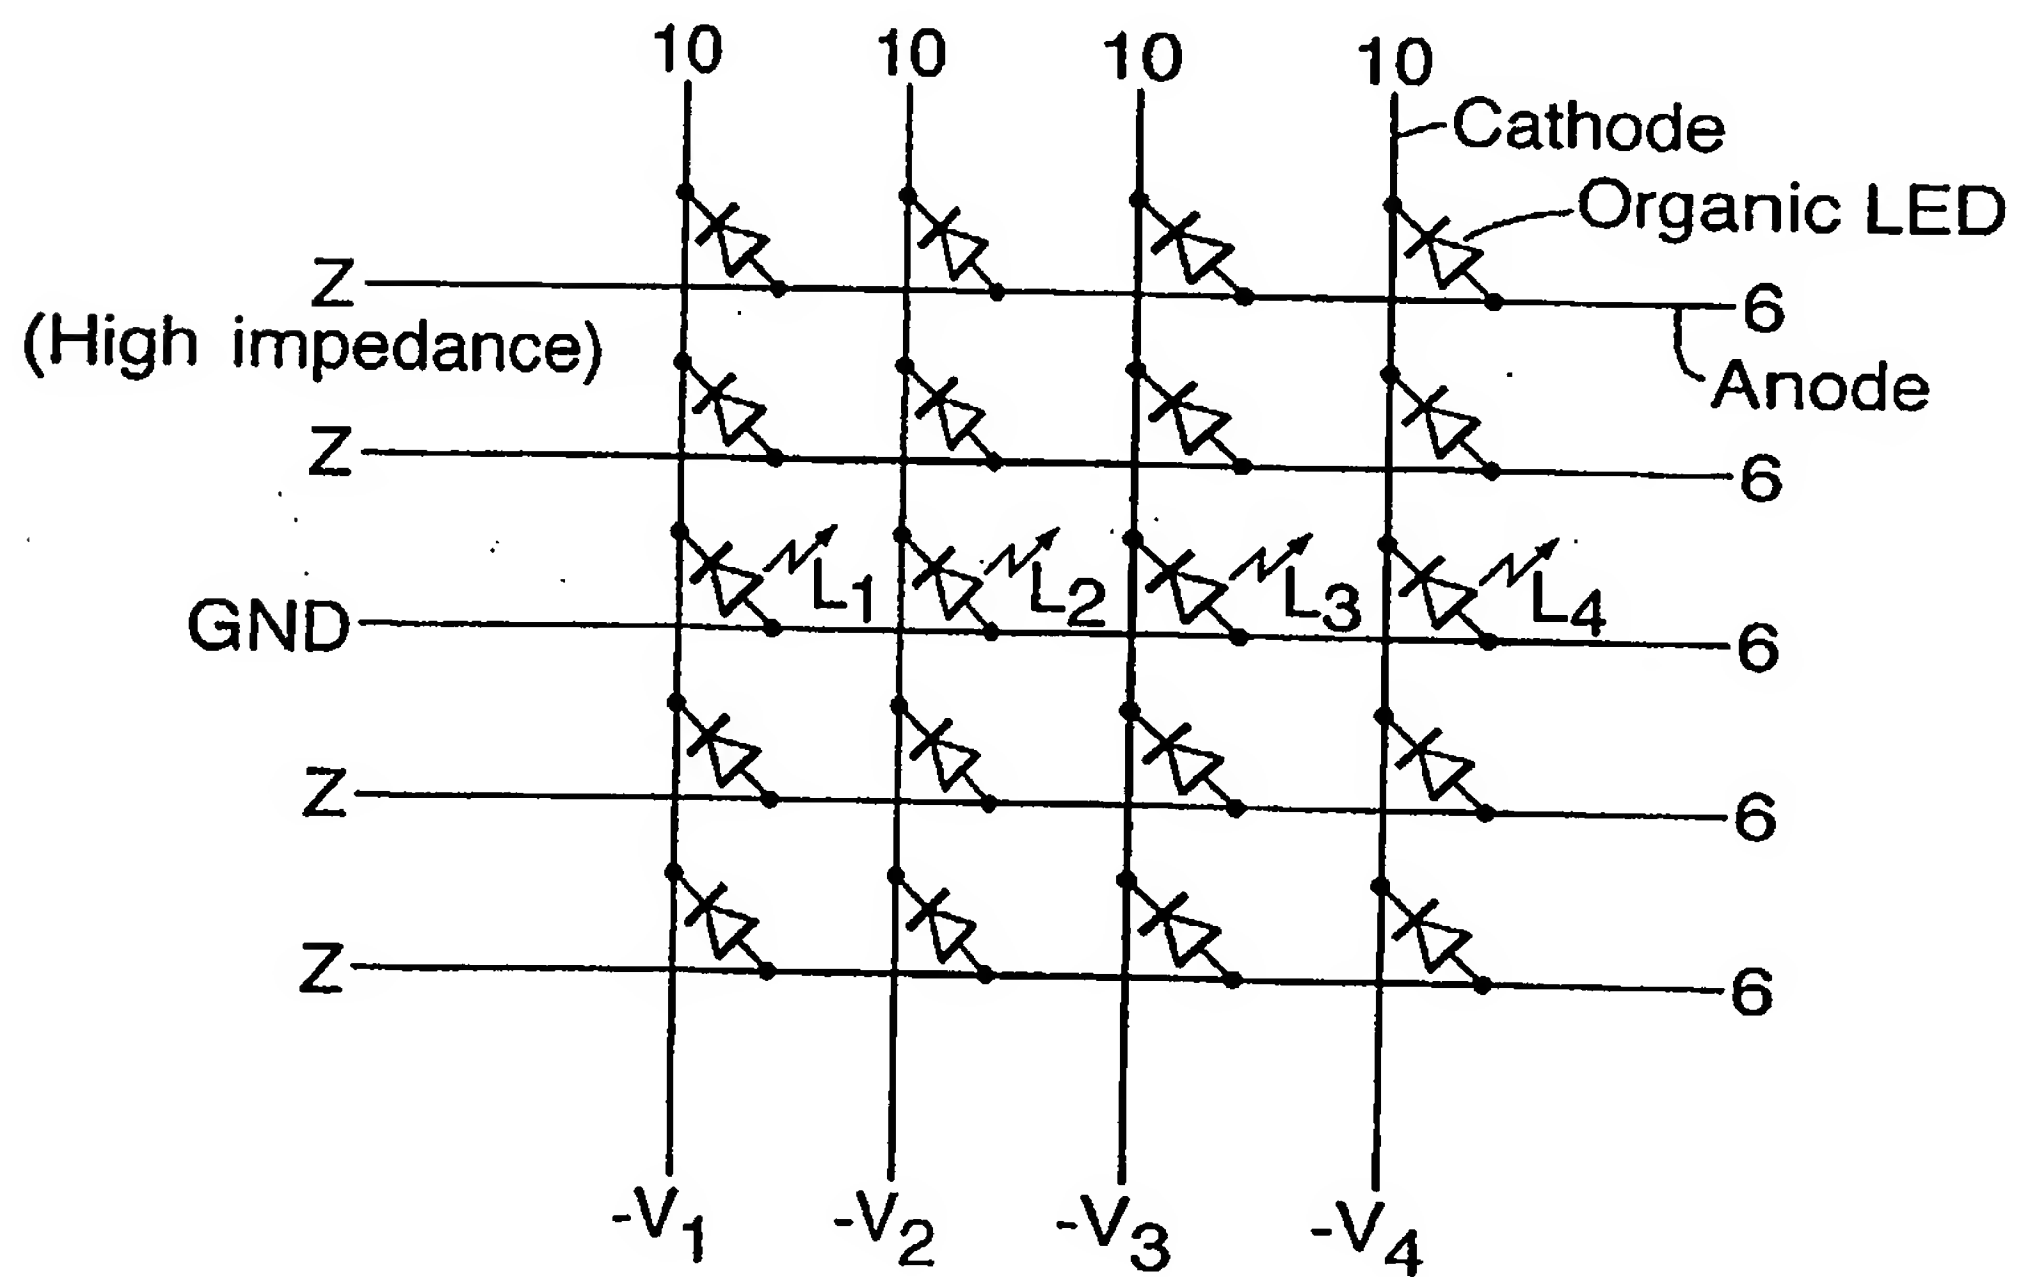 10 10 10 10
Cathode
Organic LED
Z 6
(High impedance)
Anode
Z 6
L1 L2 L3 L4
GND 6
Z 6
Z 6
-V1 -V2 -V3 -V4